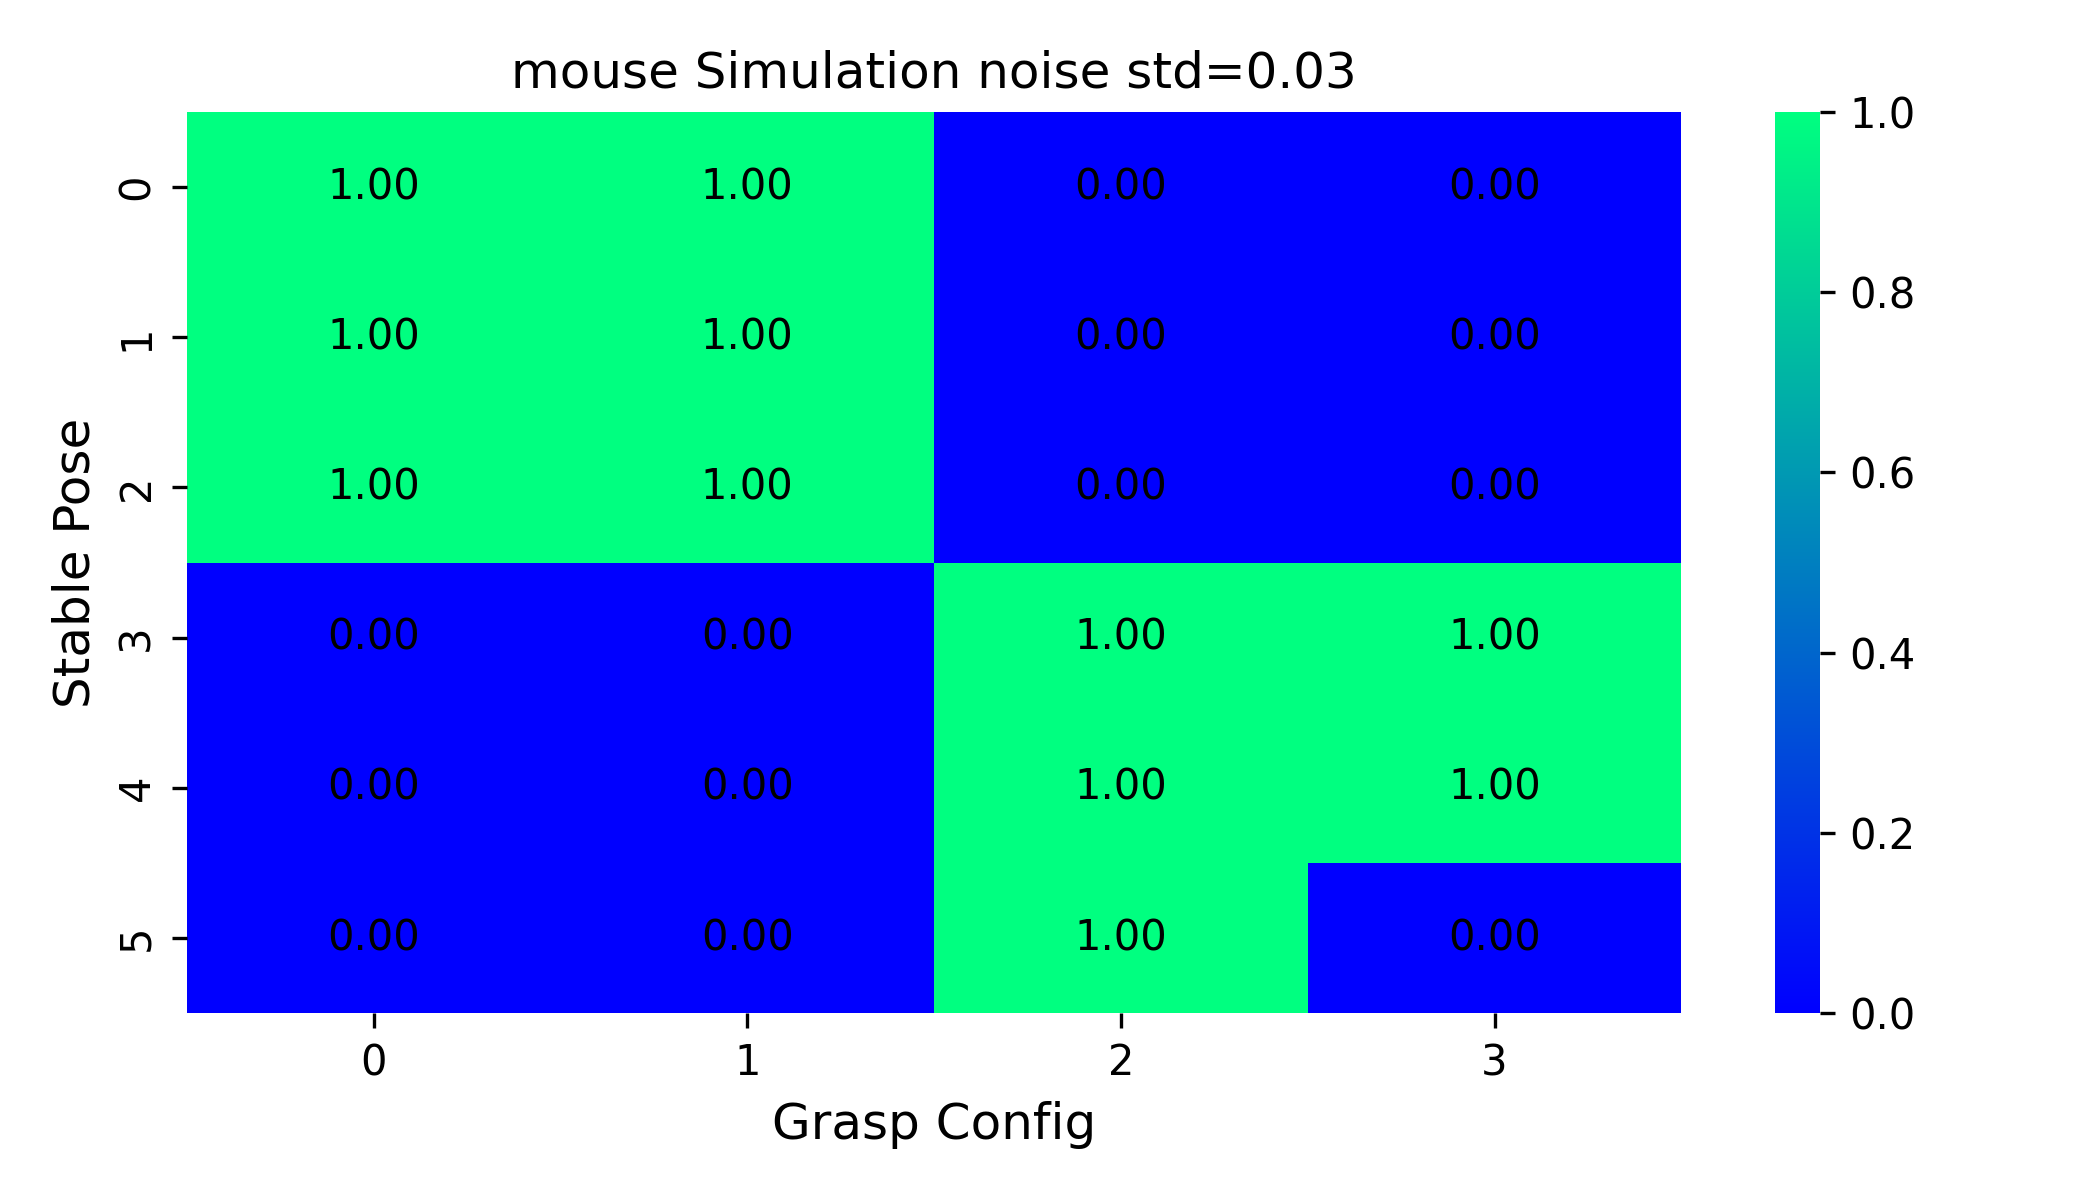 mouse Simulation noise std=0.03
Stable Pose
0 1.00 1.00 0.00 0.00
1 1.00 1.00 0.00 0.00
2 1.00 1.00 0.00 0.00
3 0.00 0.00 1.00 1.00
4 0.00 0.00 1.00 1.00
5 0.00 0.00 1.00 0.00
0 1 2 3
Grasp Config
1.0
0.8
0.6
0.4
0.2
0.0